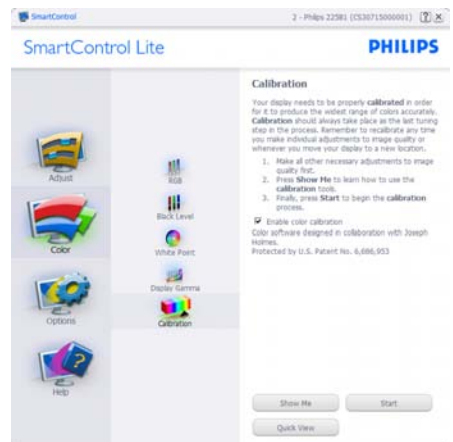 SmartControl
2 - Philips 225B1 (CS30715000001)
SmartControl Lite
PHILIPS
Adjust
Color
Options
Help
RGB
Black Level
White Point
Display Gamma
Calibration
Calibration
Your display needs to be properly calibrated in order
for it to produce the widest range of colors accurately.
Calibration should always take place as the last tuning
step in the process. Remember to recalibrate any time
you make individual adjustments to image quality or
whenever you move your display to a new location.
1. Make all other necessary adjustments to image
quality first.
2. Press Show Me to learn how to use the
calibration tools.
3. Finally, press Start to begin the calibration
process.
Enable color calibration
Color software designed in collaboration with Joseph
Holmes.
Protected by U.S. Patent No. 6,686,953
Show Me
Start
Quick View